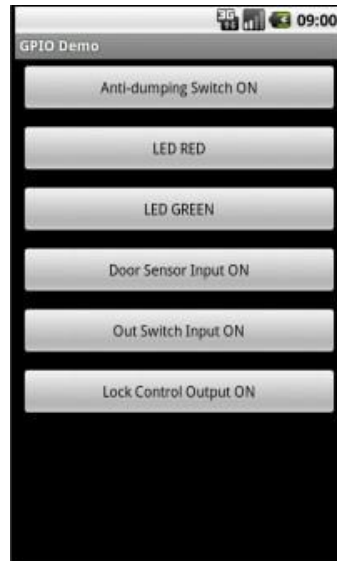 3G
09:00
GPIO Demo
Anti-dumping Switch ON
LED RED
LED GREEN
Door Sensor Input ON
Out Switch Input ON
Lock Control Output ON